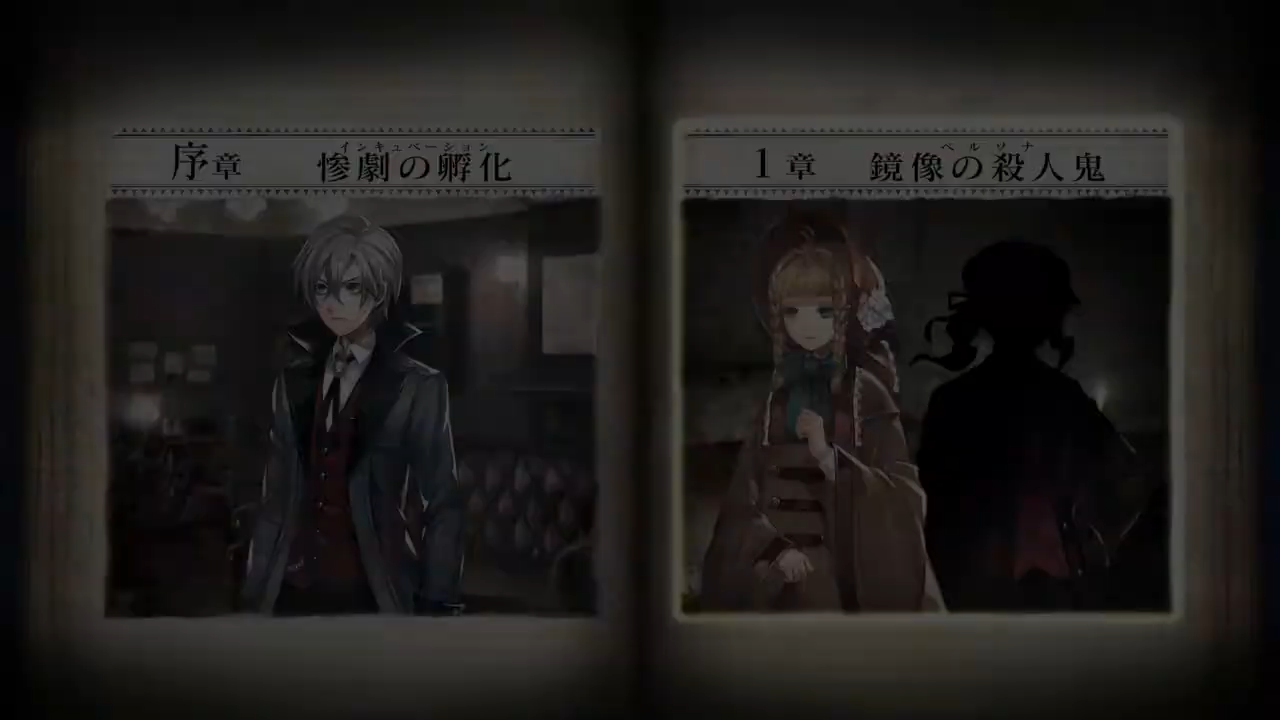 序章 惨劇の孵化
インキュベーション
1章 鏡像の殺人鬼
ペルソナ